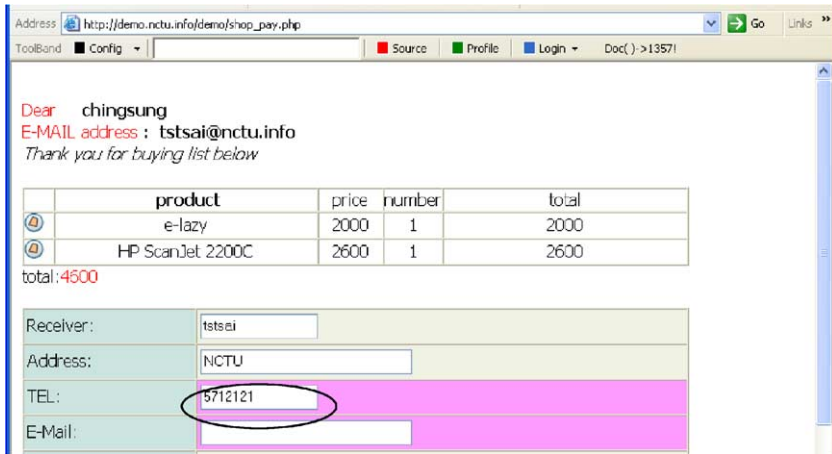 Address http://demo.nctu.info/demo/shop_pay.php Go Links »
ToolBand Config Source Profile Login Doc( )->1357!
Dear chingsung
E-MAIL address : tstsai@nctu.info
Thank you for buying list below
product price number total
e-lazy 2000 1 2000
HP ScanJet 2200C 2600 1 2600
total:4600
Receiver: tstsai
Address: NCTU
TEL: 5712121
E-Mail: